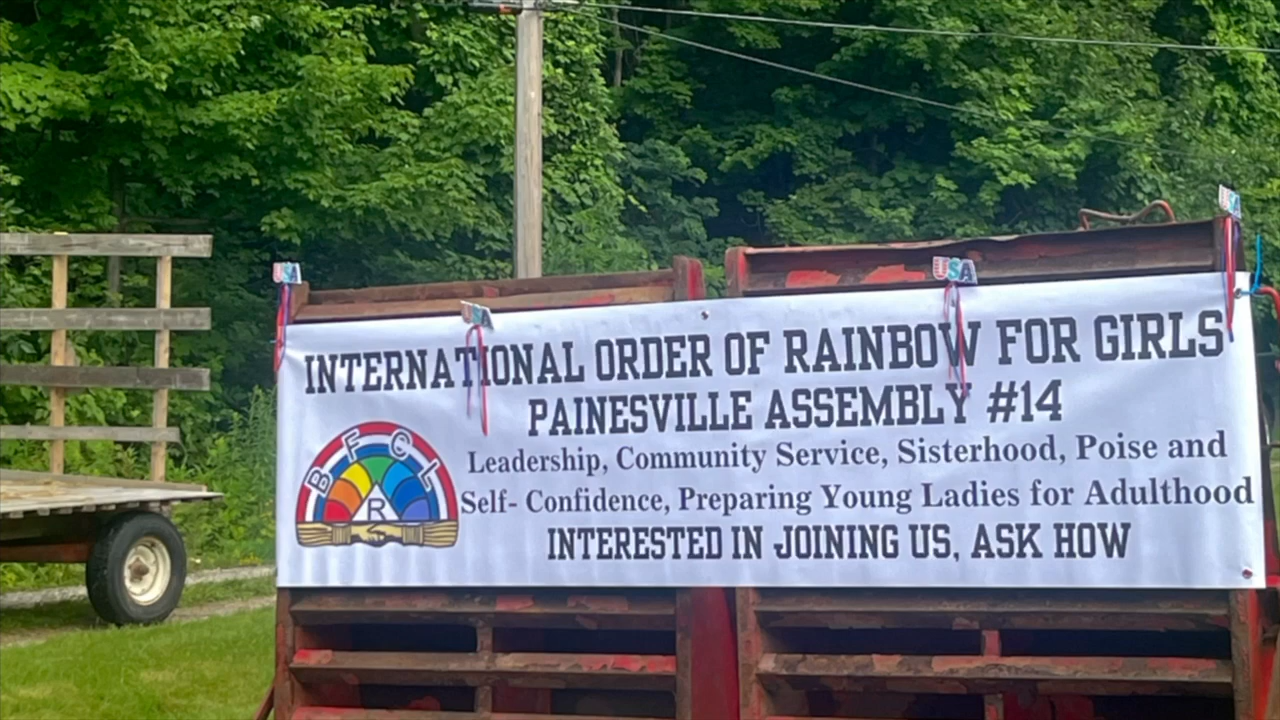 USA
USA
USA
INTERNATIONAL ORDER OF RAINBOW FOR GIRLS
PAINESVILLE ASSEMBLY #14
Leadership, Community Service, Sisterhood, Poise and
Self- Confidence, Preparing Young Ladies for Adulthood
INTERESTED IN JOINING US, ASK HOW
B F C L
R